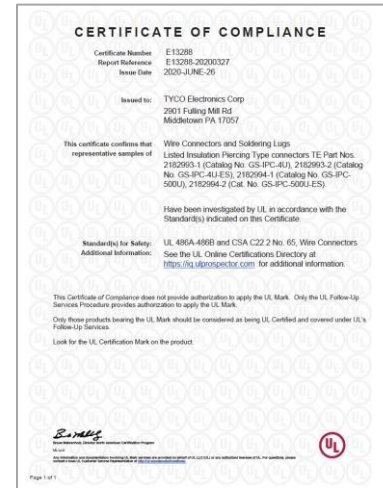 CERTIFICATE OF COMPLIANCE
Certificate Number E13288
Report Reference E13288-20200327
Issue Date 2020-JUNE-26
Issued to: TYCO Electronics Corp
2901 Fulling Mill Rd
Middletown PA 17057
This certificate confirms that Wire Connectors and Soldering Lugs
representative samples of Listed Insulation Piercing Type connectors TE Part Nos.
2182993-1 (Catalog No. GS-IPC-4U), 2182993-2 (Catalog
No. GS-IPC-4U-ES), 2182994-1 (Catalog No. GS-IPC-
500U), 2182994-2 (Cat. No. GS-IPC-500U-ES)
Have been investigated by UL in accordance with the
Standard(s) indicated on this Certificate.
Standard(s) for Safety: UL 486A-486B and CSA C22 2 No. 65, Wire Connectors
Additional Information: See the UL Online Certifications Directory at
https://iq.ulprospector.com for additional information.
This Certificate of Compliance does not provide authorization to apply the UL Mark. Only the UL Follow-Up
Services Procedure provides authorization to apply the UL Mark.
Only those products bearing the UL Mark should be considered as being UL Certified and covered under UL's
Follow-Up Services.
Look for the UL Certification Mark on the product.
UL
Page 1 of 1